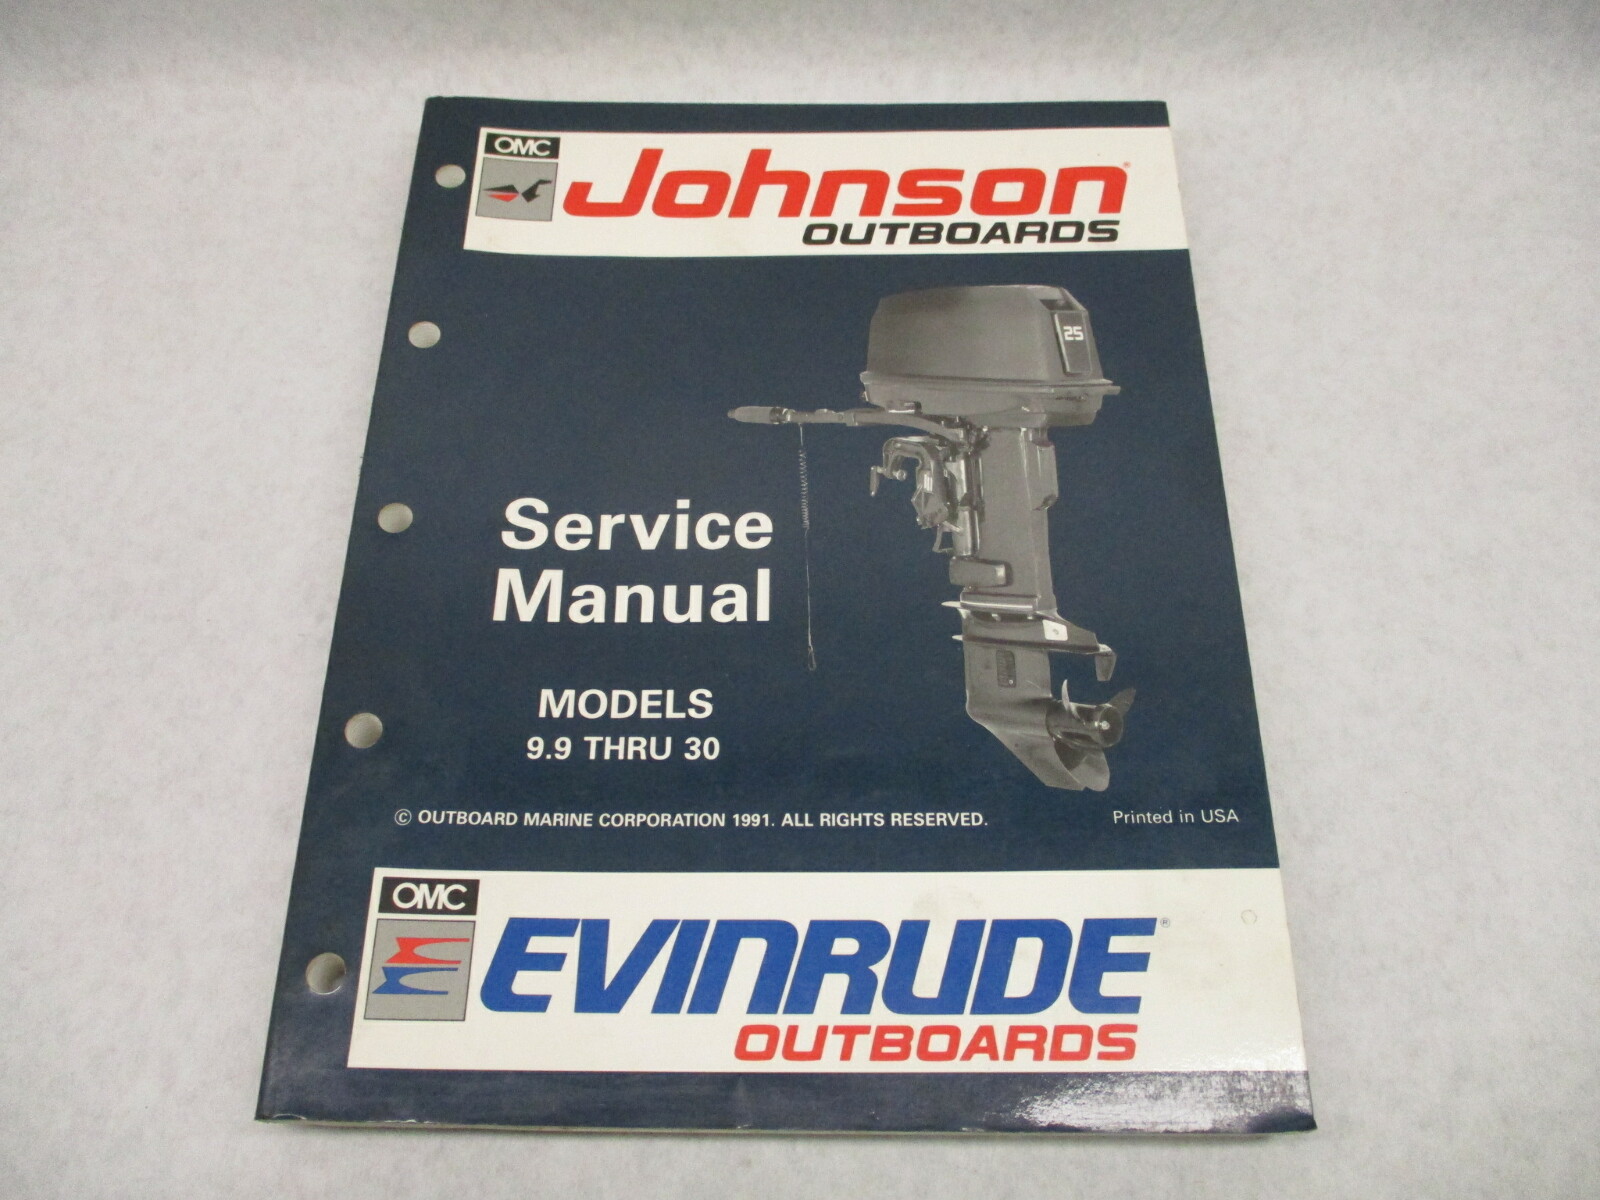 OMC
Johnson®
OUTBOARDS
25
Service
Manual
MODELS
9.9 THRU 30
© OUTBOARD MARINE CORPORATION 1991. ALL RIGHTS RESERVED.
Printed in USA
OMC
EVINRUDE®
OUTBOARDS